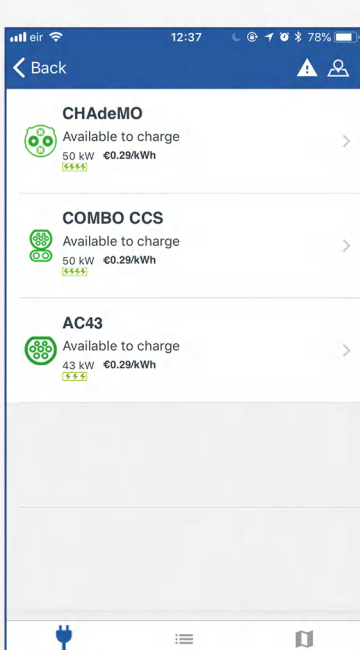 eir 12:37 78%
Back
CHAdeMO
Available to charge
50 kW €0.29/kWh
COMBO CCS
Available to charge
50 kW €0.29/kWh
AC43
Available to charge
43 kW €0.29/kWh